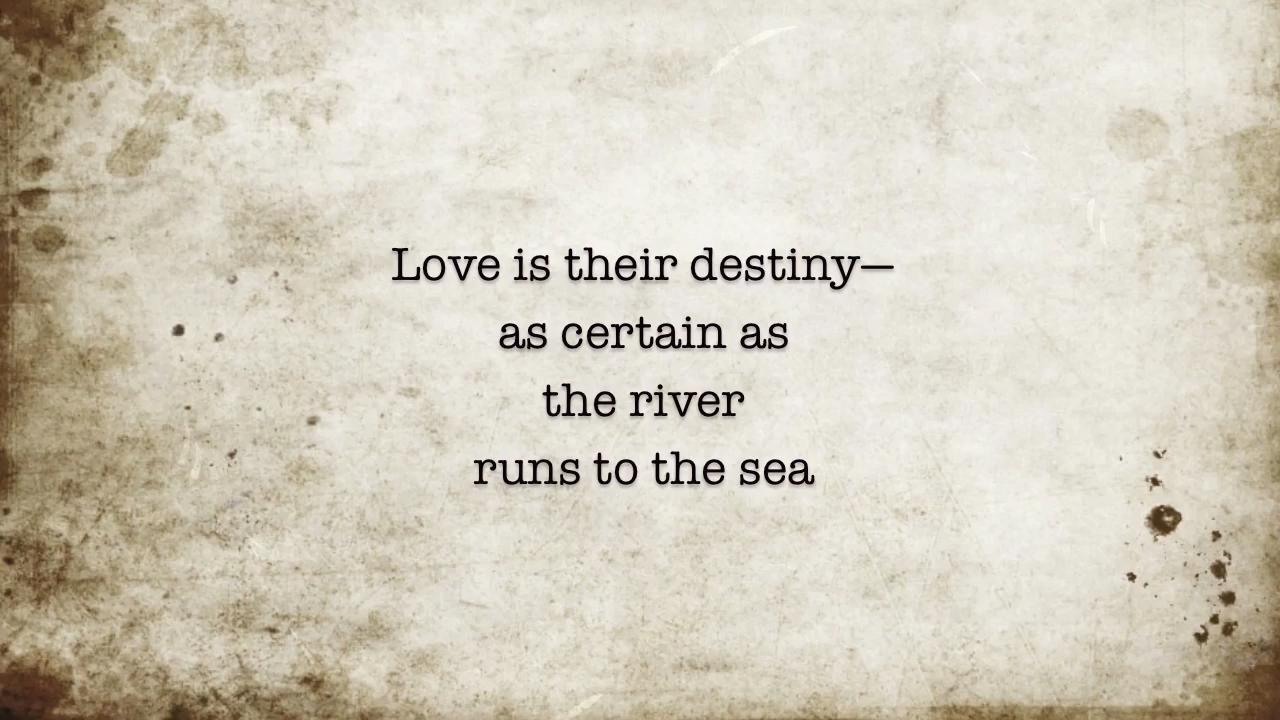 Love is their destiny—
as certain as
the river
runs to the sea